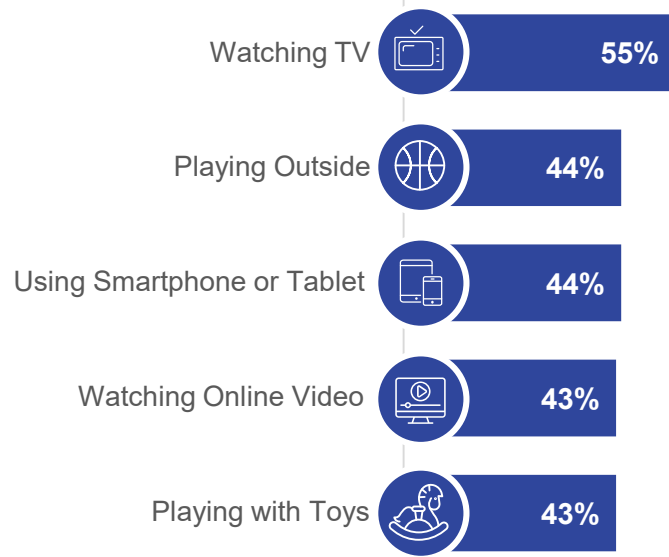 Watching TV 55%
Playing Outside 44%
Using Smartphone or Tablet 44%
Watching Online Video 43%
Playing with Toys 43%